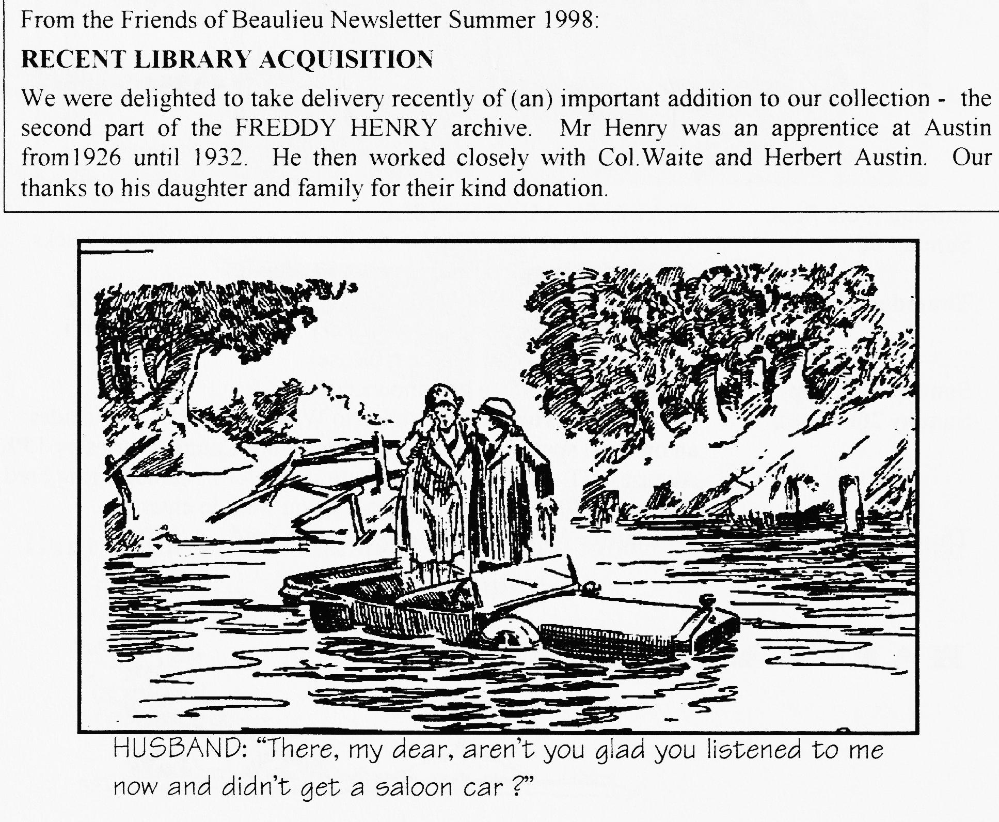 From the Friends of Beaulieu Newsletter Summer 1998:
RECENT LIBRARY ACQUISITION
We were delighted to take delivery recently of (an) important addition to our collection - the
second part of the FREDDY HENRY archive. Mr Henry was an apprentice at Austin
from1926 until 1932. He then worked closely with Col.Waite and Herbert Austin. Our
thanks to his daughter and family for their kind donation.
HUSBAND: “There, my dear, aren't you glad you listened to me
now and didn't get a saloon car ?”